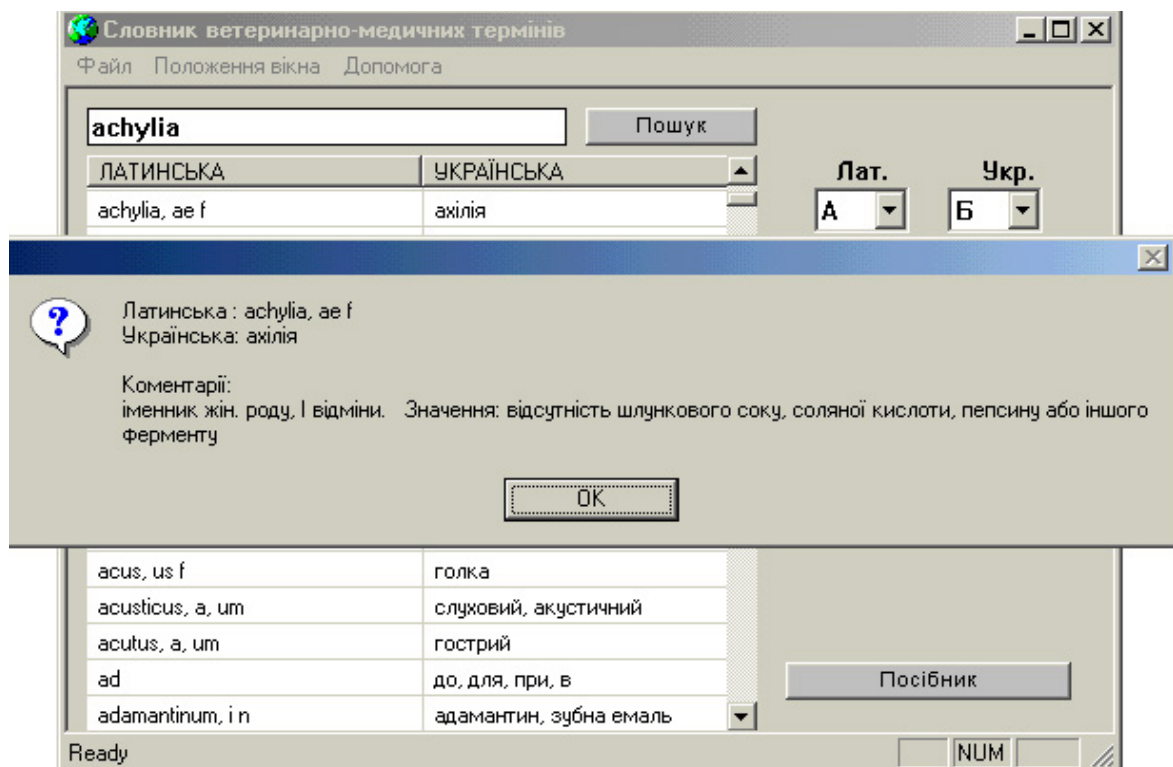 Словник ветеринарно-медичних термінів
Файл Положення вікна Допомога
achylia Пошук
ЛАТИНСЬКА УКРАЇНСЬКА Лат. Укр.
achylia, ae f ахілія А Б
Латинська : achylia, ae f
Українська: ахілія
Коментарії:
іменник жін. роду, I відміни. Значення: відсутність шлункового соку, соляної кислоти, пепсину або іншого
ферменту
OK
acus, us f голка
acusticus, a, um слуховий, акустичний
acutus, a, um гострий
ad до, для, при, в
Посібник
adamantinum, i n адамантин, зубна емаль
Ready NUM